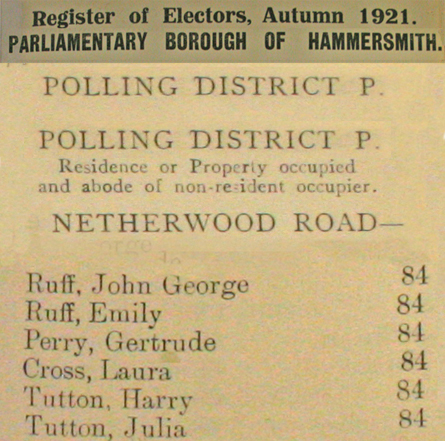 Register of Electors, Autumn 1921.
PARLIAMENTARY BOROUGH OF HAMMERSMITH.
POLLING DISTRICT P.
POLLING DISTRICT P.
Residence or Property occupied
and abode of non-resident occupier.
NETHERWOOD ROAD—
Ruff, John George 84
Ruff, Emily 84
Perry, Gertrude 84
Cross, Laura 84
Tutton, Harry 84
Tutton, Julia 84